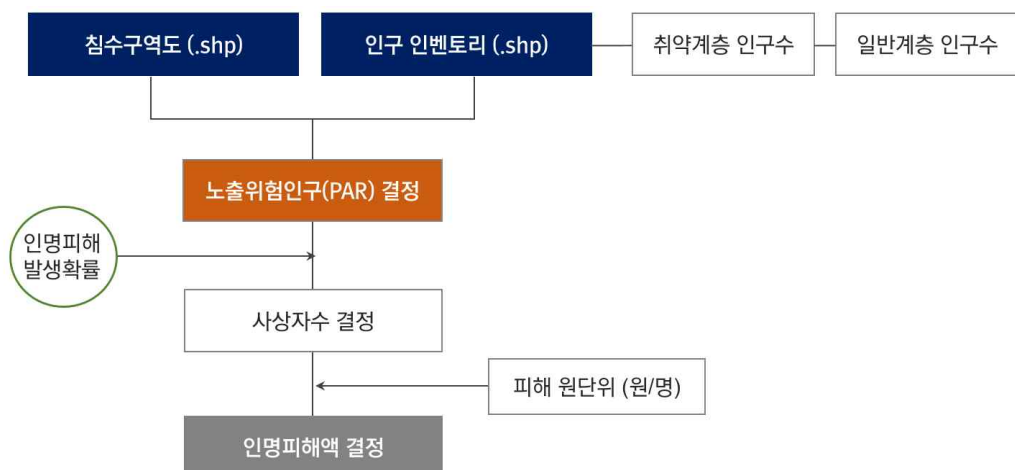 침수구역도 (.shp)
인구 인벤토리 (.shp)
취약계층 인구수
일반계층 인구수
노출위험인구(PAR) 결정
인명피해
발생확률
사상자수 결정
피해 원단위 (원/명)
인명피해액 결정